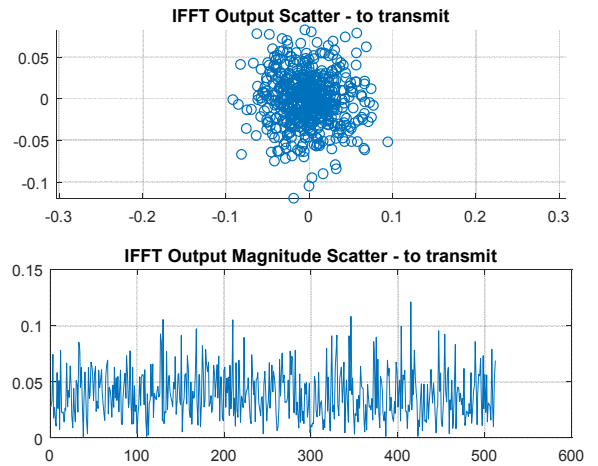 IFFT Output Scatter - to transmit
0.05
0
-0.05
-0.1
-0.3 -0.2 -0.1 0 0.1 0.2 0.3
IFFT Output Magnitude Scatter - to transmit
0.15
0.1
0.05
0
0 100 200 300 400 500 600